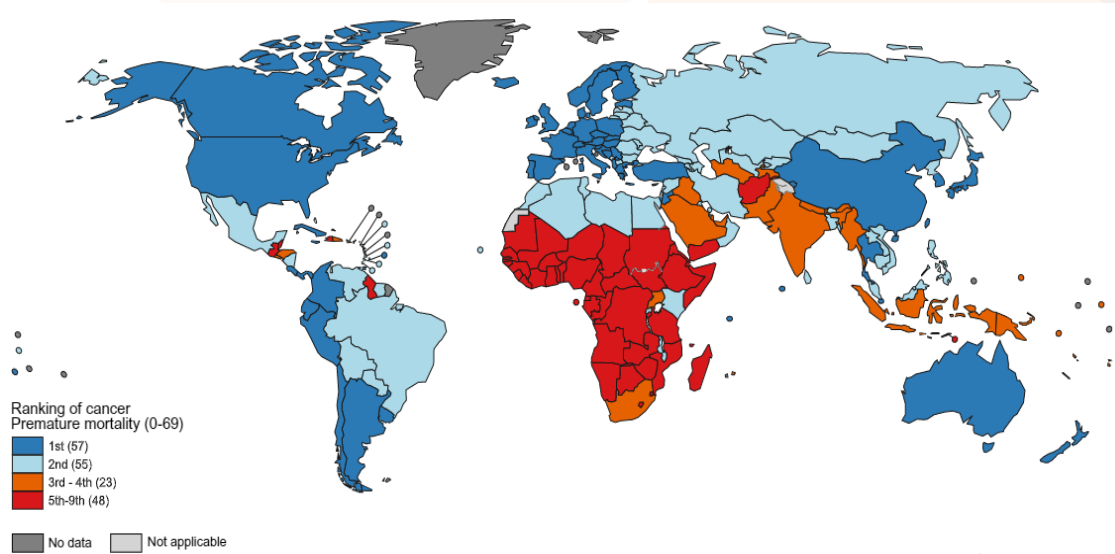 Ranking of cancer
Premature mortality (0-69)
1st (57)
2nd (55)
3rd - 4th (23)
5th-9th (48)
No data
Not applicable